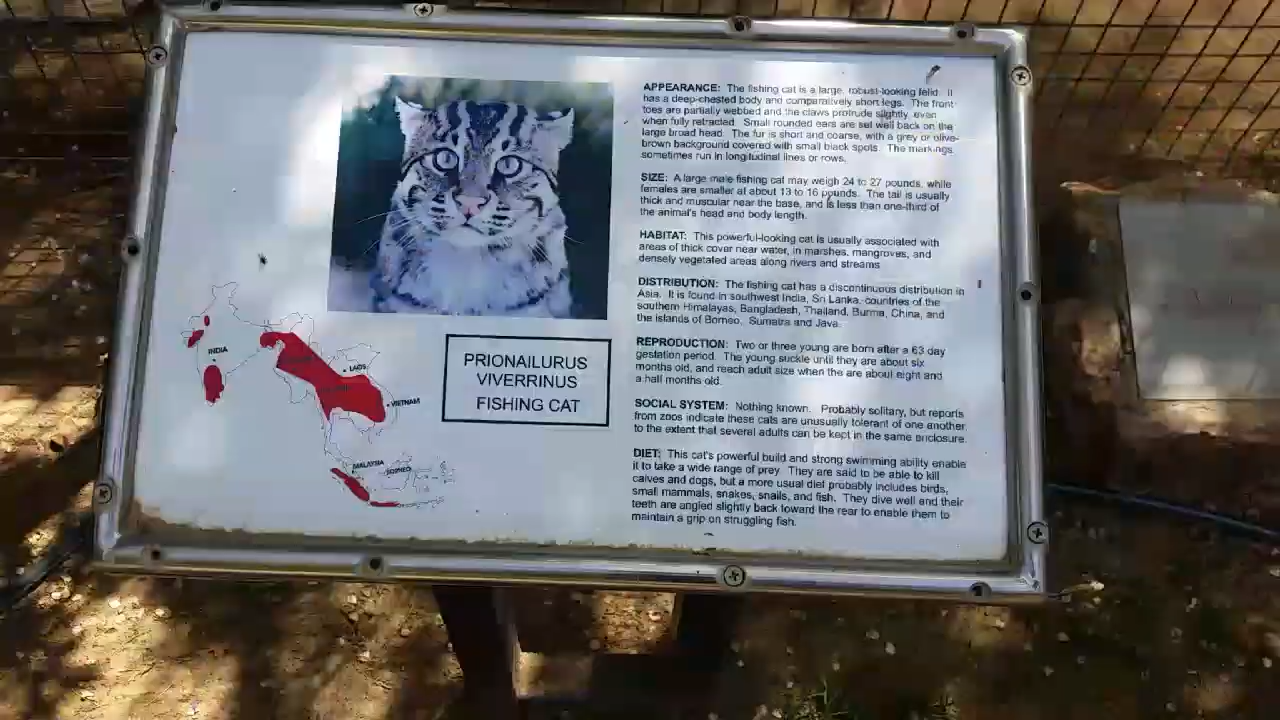 APPEARANCE: The fishing cat is a large, robust-looking felid. It
has a deep-chested body and comparatively short legs. The front
toes are partially webbed and the claws protrude slightly, even
when fully retracted. Small rounded ears are set well back on the
large broad head. The fur is short and coarse, with a grey or olive-
brown background covered with small black spots. The markings
sometimes run in longitudinal lines or rows.
SIZE: A large male fishing cat may weigh 24 to 27 pounds, while
females are smaller at about 13 to 16 pounds. The tail is usually
thick and muscular near the base, and is less than one-third of
the animal's head and body length.
HABITAT: This powerful-looking cat is usually associated with
areas of thick cover near water, in marshes, mangroves, and
densely vegetated areas along rivers and streams
DISTRIBUTION: The fishing cat has a discontinuous distribution in
Asia. It is found in southwest India, Sri Lanka, countries of the
southern Himalayas, Bangladesh, Thailand, Burma, China, and
the islands of Borneo, Sumatra and Java.
REPRODUCTION: Two or three young are born after a 63 day
gestation period. The young suckle until they are about six
months old, and reach adult size when the are about eight and
a half months old.
SOCIAL SYSTEM: Nothing known. Probably solitary, but reports
from zoos indicate these cats are unusually tolerant of one another
to the extent that several adults can be kept in the same enclosure.
DIET: This cat's powerful build and strong swimming ability enable
it to take a wide range of prey. They are said to be able to kill
calves and dogs, but a more usual diet probably includes birds,
small mammals, snakes, snails, and fish. They dive well and their
teeth are angled slightly back toward the rear to enable them to
maintain a grip on struggling fish.
PRIONAILURUS
VIVERRINUS
FISHING CAT
INDIA
LAOS
VIETNAM
MALAYSIA
BORNEO